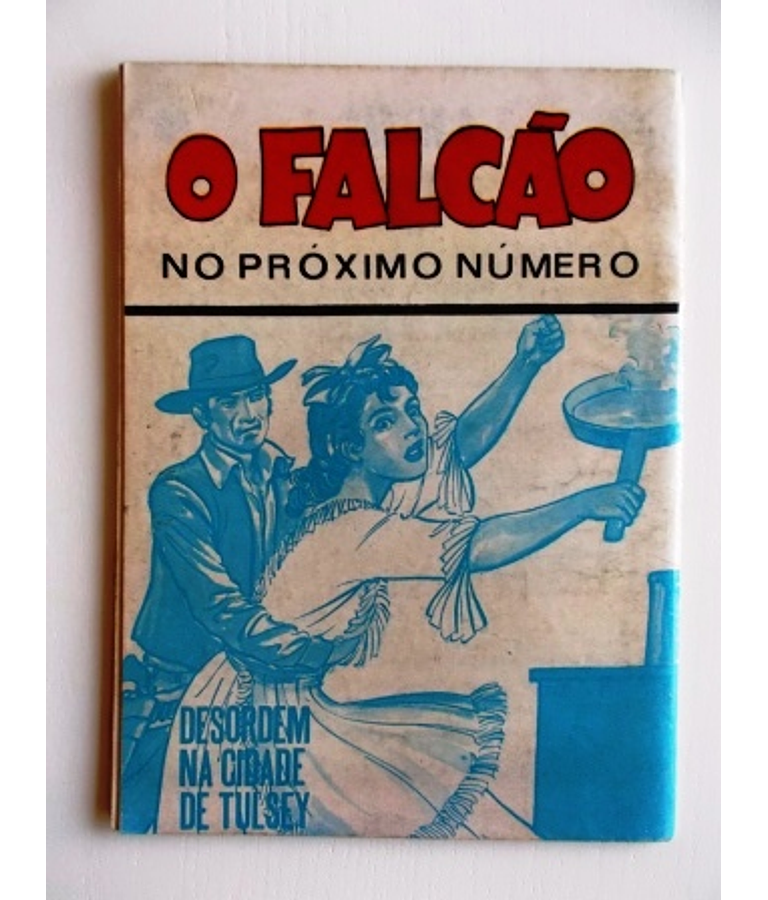 O FALCÃO
NO PRÓXIMO NÚMERO
DESORDEM
NA CIDADE
DE TULSEY